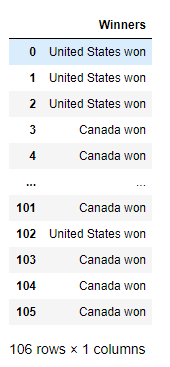 Winners
0 United States won
1 United States won
2 United States won
3 Canada won
4 Canada won
... ...
101 Canada won
102 United States won
103 Canada won
104 Canada won
105 Canada won
106 rows × 1 columns